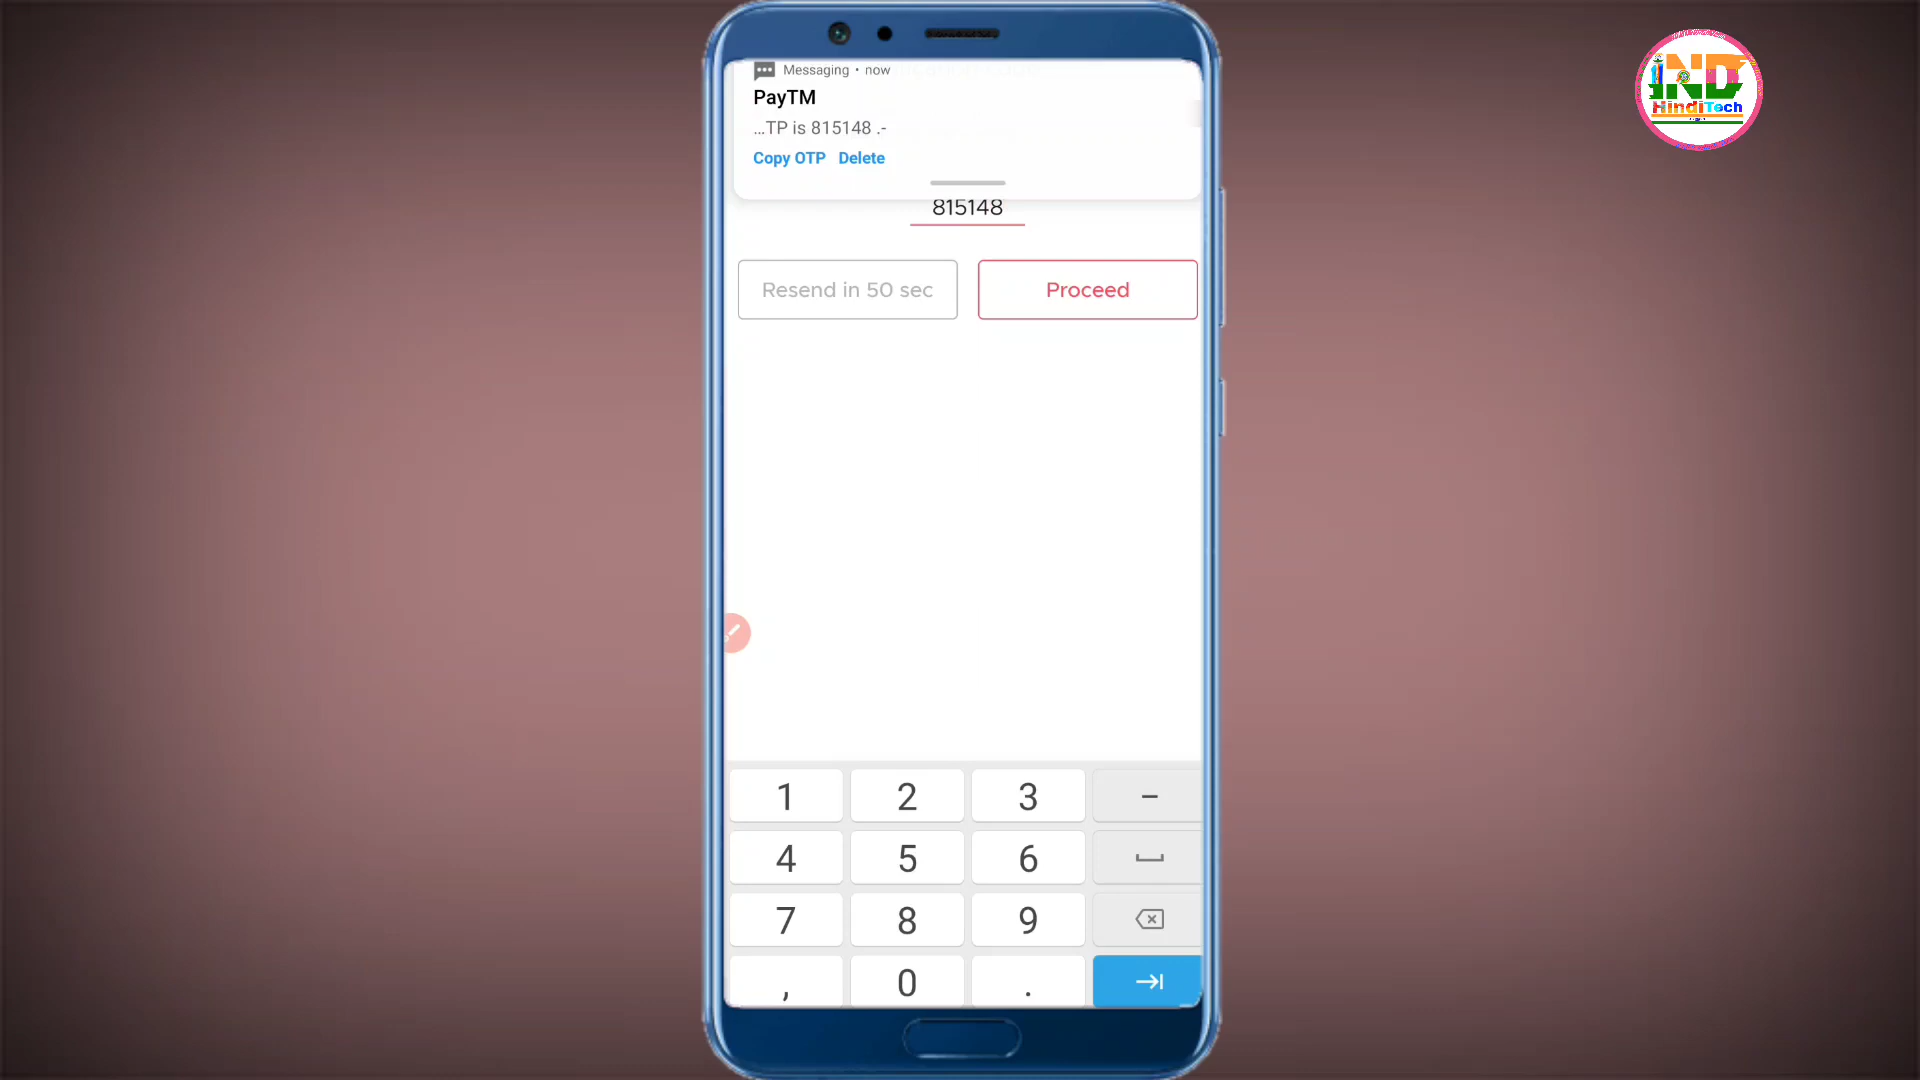 Messaging • now
PayTM
...TP is 815148 .-
Copy OTP Delete
815148
Resend in 50 sec
Proceed
1 2 3 –
4 5 6
7 8 9
, 0 .
iND
HindiTech